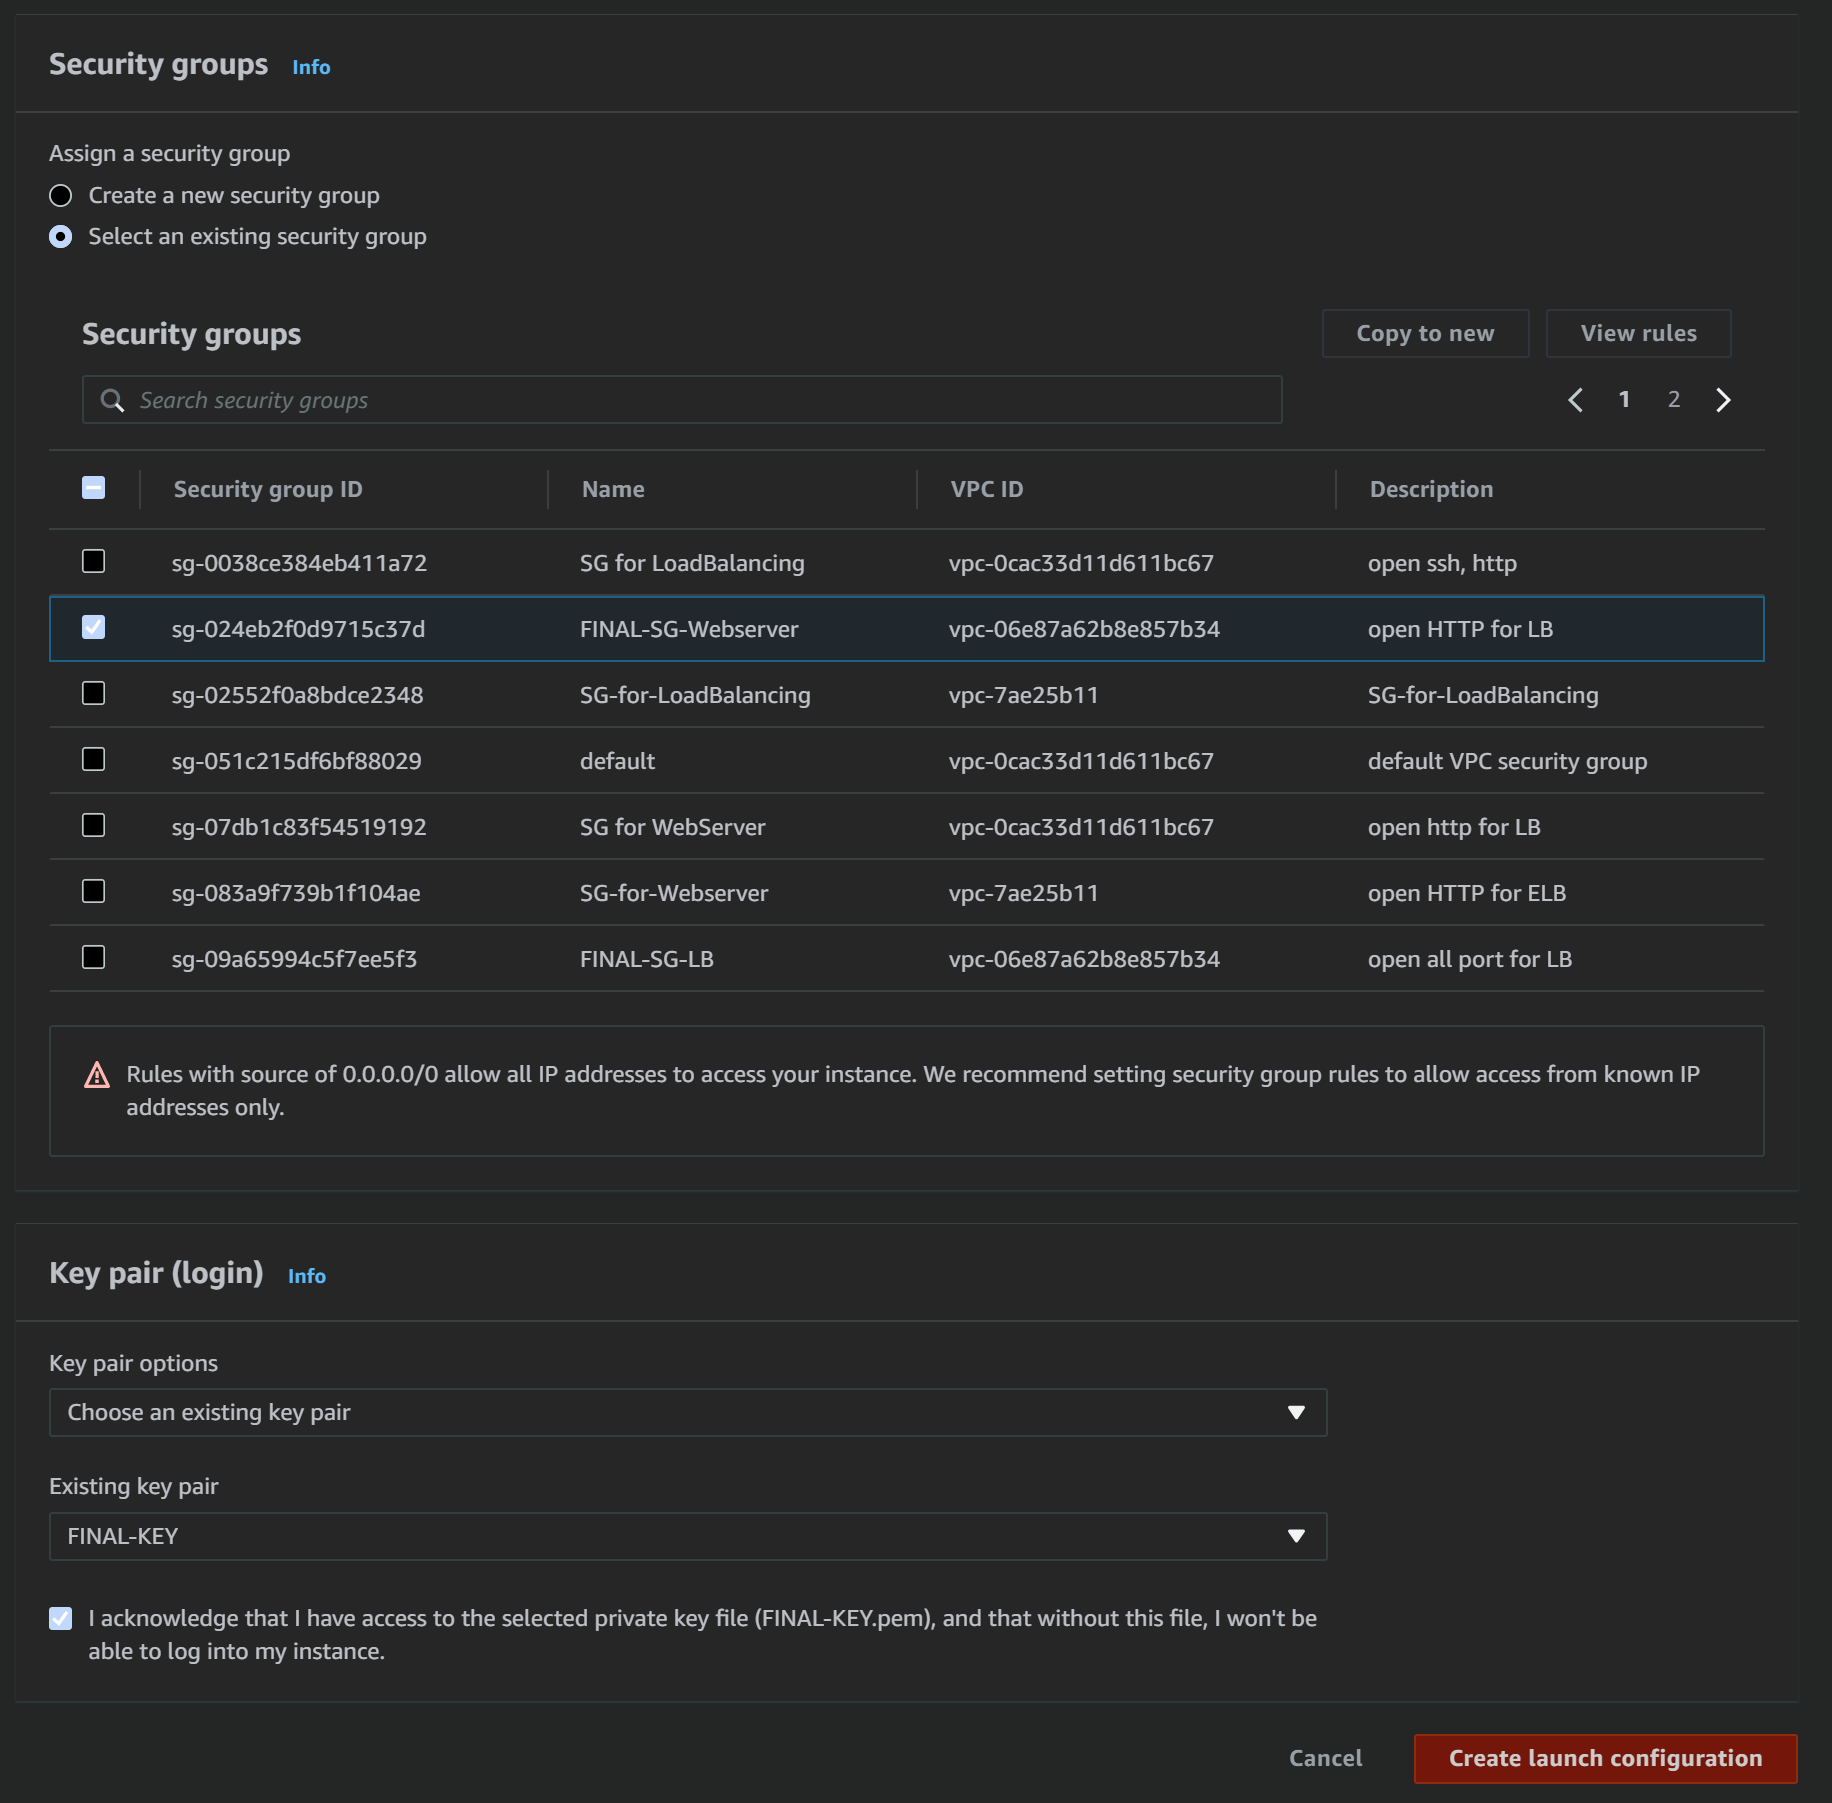 Security groups Info
Assign a security group
Create a new security group
Select an existing security group
Security groups
Copy to new
View rules
Search security groups
1 2
Security group ID Name VPC ID Description
sg-0038ce384eb411a72 SG for LoadBalancing vpc-0cac33d11d611bc67 open ssh, http
sg-024eb2f0d9715c37d FINAL-SG-Webserver vpc-06e87a62b8e857b34 open HTTP for LB
sg-02552f0a8bdce2348 SG-for-LoadBalancing vpc-7ae25b11 SG-for-LoadBalancing
sg-051c215df6bf88029 default vpc-0cac33d11d611bc67 default VPC security group
sg-07db1c83f54519192 SG for WebServer vpc-0cac33d11d611bc67 open http for LB
sg-083a9f739b1f104ae SG-for-Webserver vpc-7ae25b11 open HTTP for ELB
sg-09a65994c5f7ee5f3 FINAL-SG-LB vpc-06e87a62b8e857b34 open all port for LB
Rules with source of 0.0.0.0/0 allow all IP addresses to access your instance. We recommend setting security group rules to allow access from known IP
addresses only.
Key pair (login) Info
Key pair options
Choose an existing key pair
Existing key pair
FINAL-KEY
I acknowledge that I have access to the selected private key file (FINAL-KEY.pem), and that without this file, I won't be
able to log into my instance.
Cancel
Create launch configuration